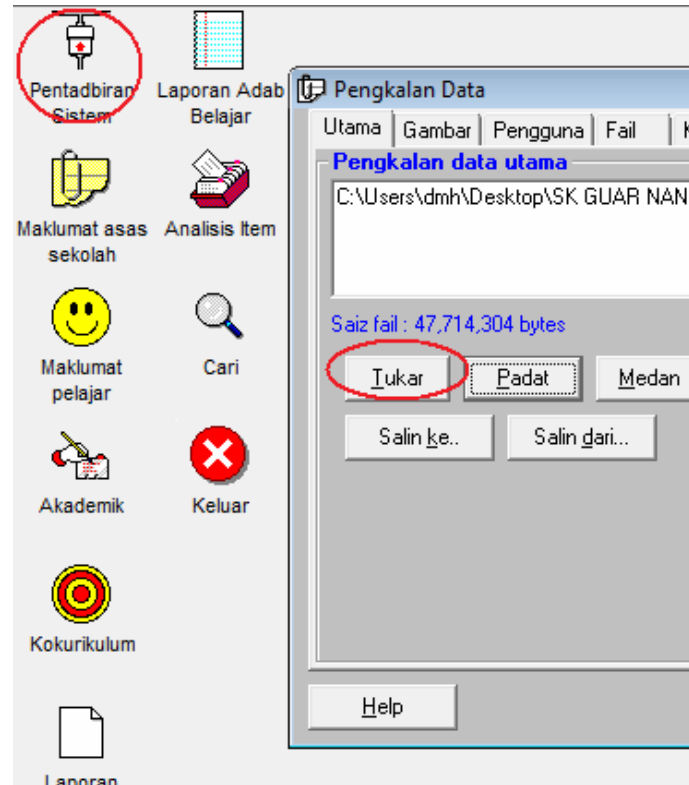 Pentadbiran
Sistem
Laporan Adab
Belajar
Maklumat asas
sekolah
Analisis Item
Maklumat
pelajar
Cari
Akademik
Keluar
Kokurikulum
Laporan
Pengkalan Data
Utama Gambar Pengguna Fail
Pengkalan data utama
C:\Users\dmh\Desktop\SK GUAR NAN
Saiz fail : 47,714,304 bytes
Tukar Padat Medan
Salin ke.. Salin dari...
Help